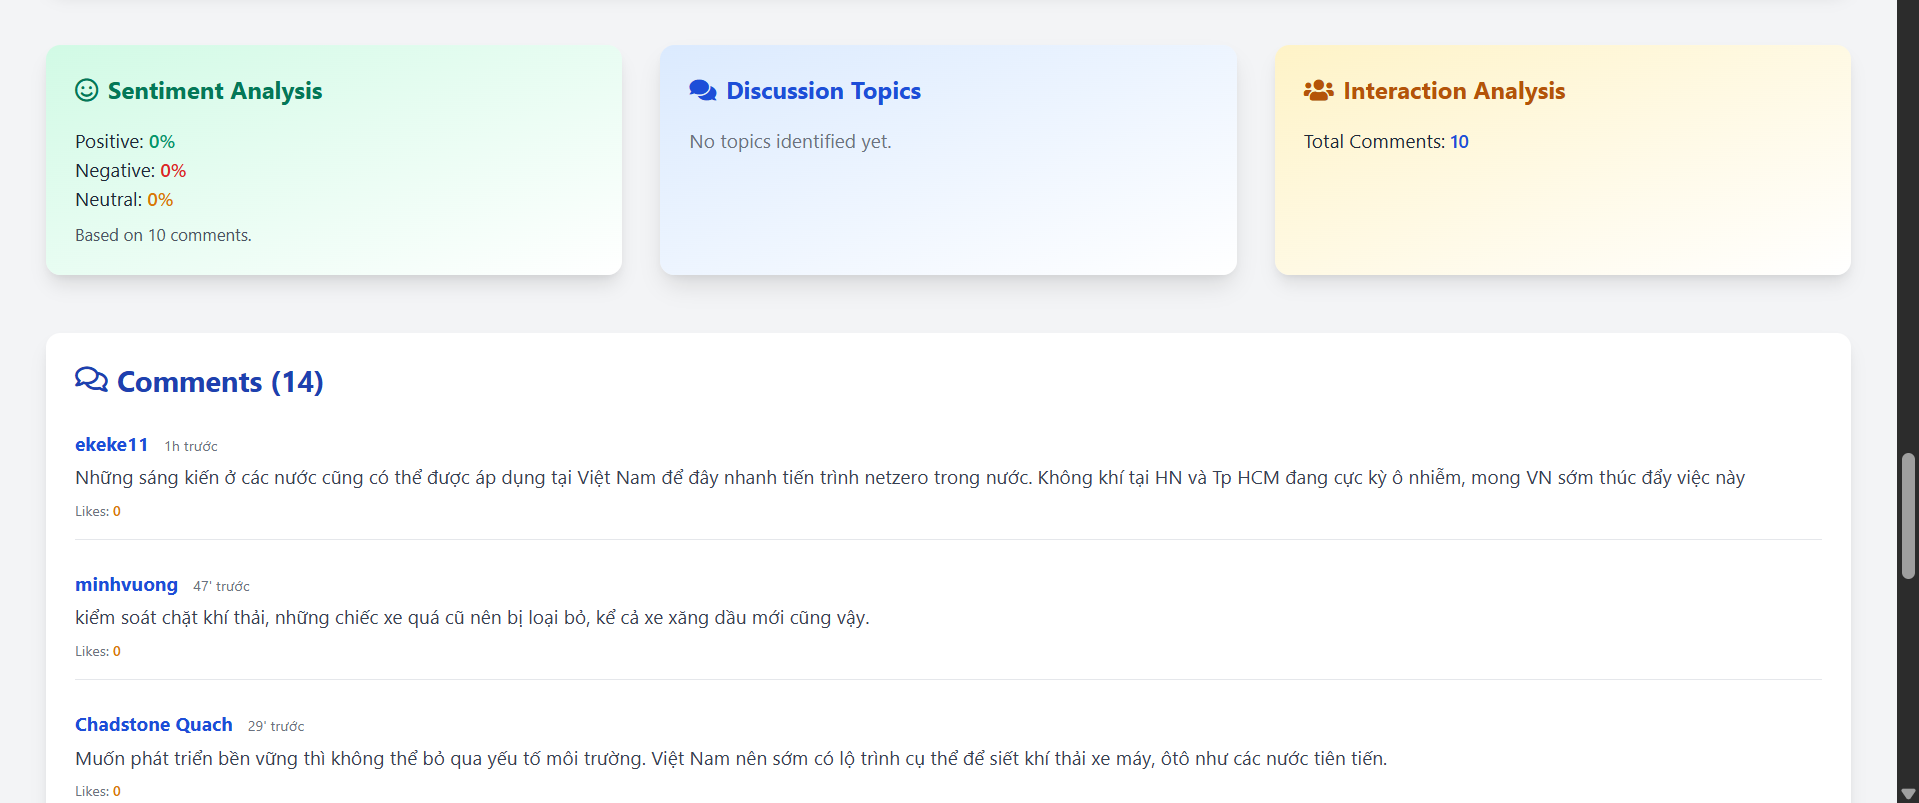 Sentiment Analysis
Positive: 0%
Negative: 0%
Neutral: 0%
Based on 10 comments.
Discussion Topics
No topics identified yet.
Interaction Analysis
Total Comments: 10
Comments (14)
ekeke11 1h trước
Những sáng kiến ở các nước cũng có thể được áp dụng tại Việt Nam để đây nhanh tiến trình netzero trong nước. Không khí tại HN và Tp HCM đang cực kỳ ô nhiễm, mong VN sớm thúc đẩy việc này
Likes: 0
minhvuong 47' trước
kiểm soát chặt khí thải, những chiếc xe quá cũ nên bị loại bỏ, kể cả xe xăng dầu mới cũng vậy.
Likes: 0
Chadstone Quach 29' trước
Muốn phát triển bền vững thì không thể bỏ qua yếu tố môi trường. Việt Nam nên sớm có lộ trình cụ thể để siết khí thải xe máy, ôtô như các nước tiên tiến.
Likes: 0